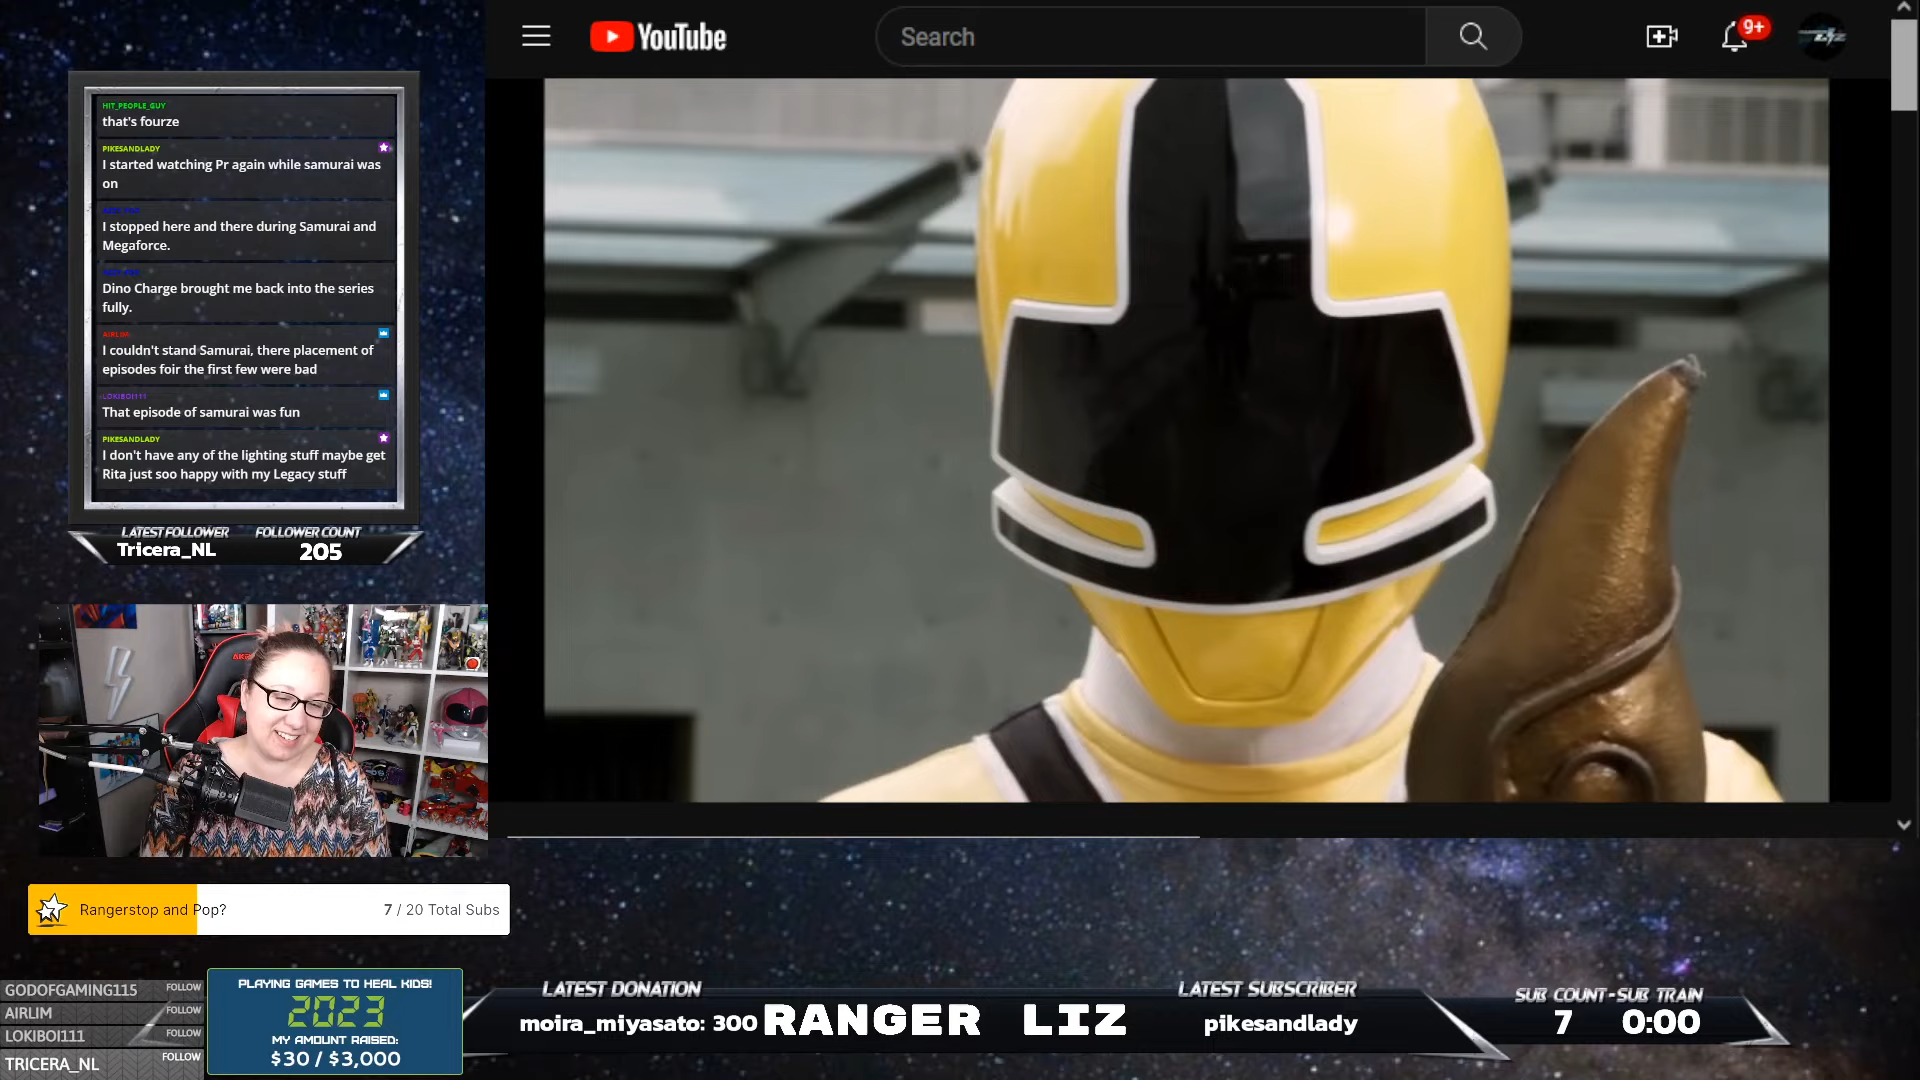 YouTube
Search
9+
HIT_PEOPLE_GUY
that's fourze
PIKESANDLADY
I started watching Pr again while samurai was
on
I stopped here and there during Samurai and
Megaforce.
Dino Charge brought me back into the series
fully.
AIRLIM
I couldn't stand Samurai, there placement of
episodes foir the first few were bad
LOKIBOI111
That episode of samurai was fun
PIKESANDLADY
I don't have any of the lighting stuff maybe get
Rita just soo happy with my Legacy stuff
LATEST FOLLOWER
Tricera_NL
FOLLOWER COUNT
205
Rangerstop and Pop?
7 / 20 Total Subs
GODOFGAMING115 FOLLOW
AIRLIM FOLLOW
LOKIBOI111 FOLLOW
TRICERA_NL FOLLOW
PLAYING GAMES TO HEAL KIDS!
2023
MY AMOUNT RAISED:
$30 / $3,000
LATEST DONATION
moira_miyasato: 300
RANGER LIZ
LATEST SUBSCRIBER
pikesandlady
SUB COUNT - SUB TRAIN
7 0:00